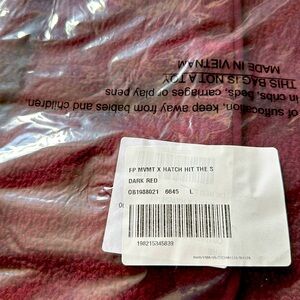 of suffocation, keep away from babies and children.
in cribs, beds, carriages or play pens
THIS BAG IS NOT A TOY
MADE IN VIETNAM
FP MVMT X HATCH HIT THE S
DARK RED
OB1988021 6645 L
198215345839